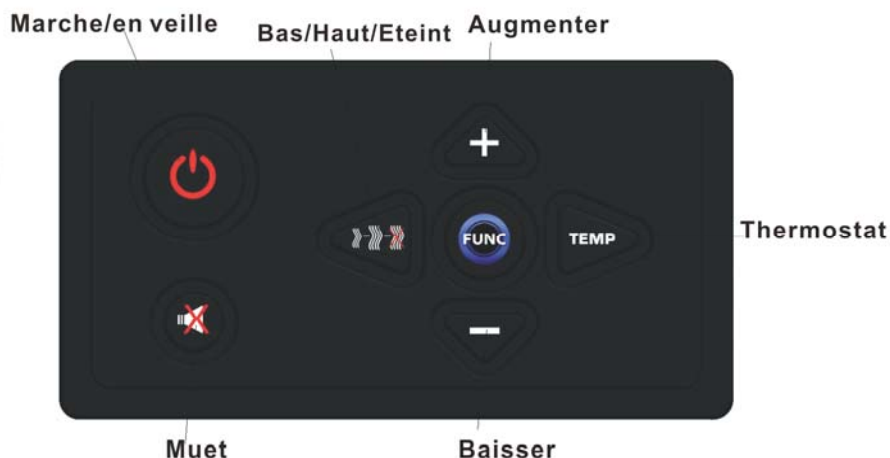 Marche/en veille
Bas/Haut/Eteint
Augmenter
FUNC
TEMP
Thermostat
Muet
Baisser